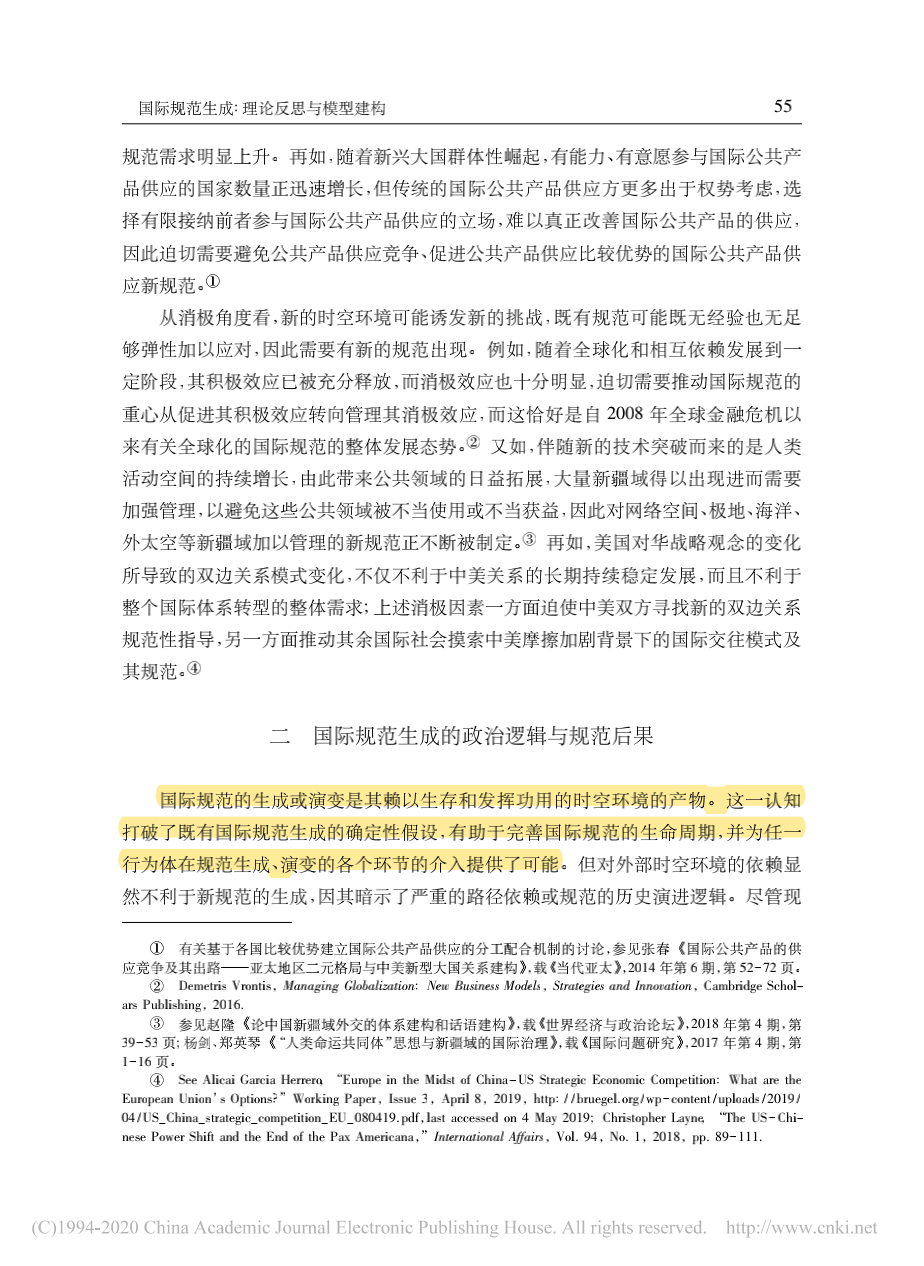 国际规范生成: 理论反思与模型建构 55
规范需求明显上升。再如,随着新兴大国群体性崛起,有能力、有意愿参与国际公共产
品供应的国家数量正迅速增长,但传统的国际公共产品供应方更多出于权势考虑,选
择有限接纳前者参与国际公共产品供应的立场,难以真正改善国际公共产品的供应,
因此迫切需要避免公共产品供应竞争、促进公共产品供应比较优势的国际公共产品供
应新规范。①
从消极角度看,新的时空环境可能诱发新的挑战,既有规范可能既无经验也无足
够弹性加以应对,因此需要有新的规范出现。例如,随着全球化和相互依赖发展到一
定阶段,其积极效应已被充分释放,而消极效应也十分明显,迫切需要推动国际规范的
重心从促进其积极效应转向管理其消极效应,而这恰好是自 2008 年全球金融危机以
来有关全球化的国际规范的整体发展态势。② 又如,伴随新的技术突破而来的是人类
活动空间的持续增长,由此带来公共领域的日益拓展,大量新疆域得以出现进而需要
加强管理,以避免这些公共领域被不当使用或不当获益,因此对网络空间、极地、海洋、
外太空等新疆域加以管理的新规范正不断被制定。③ 再如,美国对华战略观念的变化
所导致的双边关系模式变化,不仅不利于中美关系的长期持续稳定发展,而且不利于
整个国际体系转型的整体需求; 上述消极因素一方面迫使中美双方寻找新的双边关系
规范性指导,另一方面推动其余国际社会摸索中美摩擦加剧背景下的国际交往模式及
其规范。④
二 国际规范生成的政治逻辑与规范后果
国际规范的生成或演变是其赖以生存和发挥功用的时空环境的产物。这一认知
打破了既有国际规范生成的确定性假设,有助于完善国际规范的生命周期,并为任一
行为体在规范生成、演变的各个环节的介入提供了可能。但对外部时空环境的依赖显
然不利于新规范的生成,因其暗示了严重的路径依赖或规范的历史演进逻辑。尽管现
① 有关基于各国比较优势建立国际公共产品供应的分工配合机制的讨论,参见张春《国际公共产品的供
应竞争及其出路——亚太地区二元格局与中美新型大国关系建构》,载《当代亚太》,2014 年第 6 期,第 52-72 页。
② Demetris Vrontis, Managing Globalization: New Business Models, Strategies and Innovation, Cambridge Schol-
ars Publishing, 2016.
③ 参见赵隆《论中国新疆域外交的体系建构和话语建构》,载《世界经济与政治论坛》,2018 年第 4 期,第
39-53 页; 杨剑、郑英琴《“人类命运共同体”思想与新疆域的国际治理》,载《国际问题研究》,2017 年第 4 期,第
1-16 页。
④ See Alicai Garcia Herrero, “Europe in the Midst of China-US Strategic Economic Competition: What are the
European Union’s Options?” Working Paper, Issue 3, April 8, 2019, http: //bruegel.org/wp-content/uploads/2019/
04/US_China_strategic_competition_EU_080419.pdf, last accessed on 4 May 2019; Christopher Layne, “The US-Chi-
nese Power Shift and the End of the Pax Americana,” International Affairs, Vol. 94, No. 1, 2018, pp. 89-111.
(C)1994-2020 China Academic Journal Electronic Publishing House. All rights reserved. http://www.cnki.net